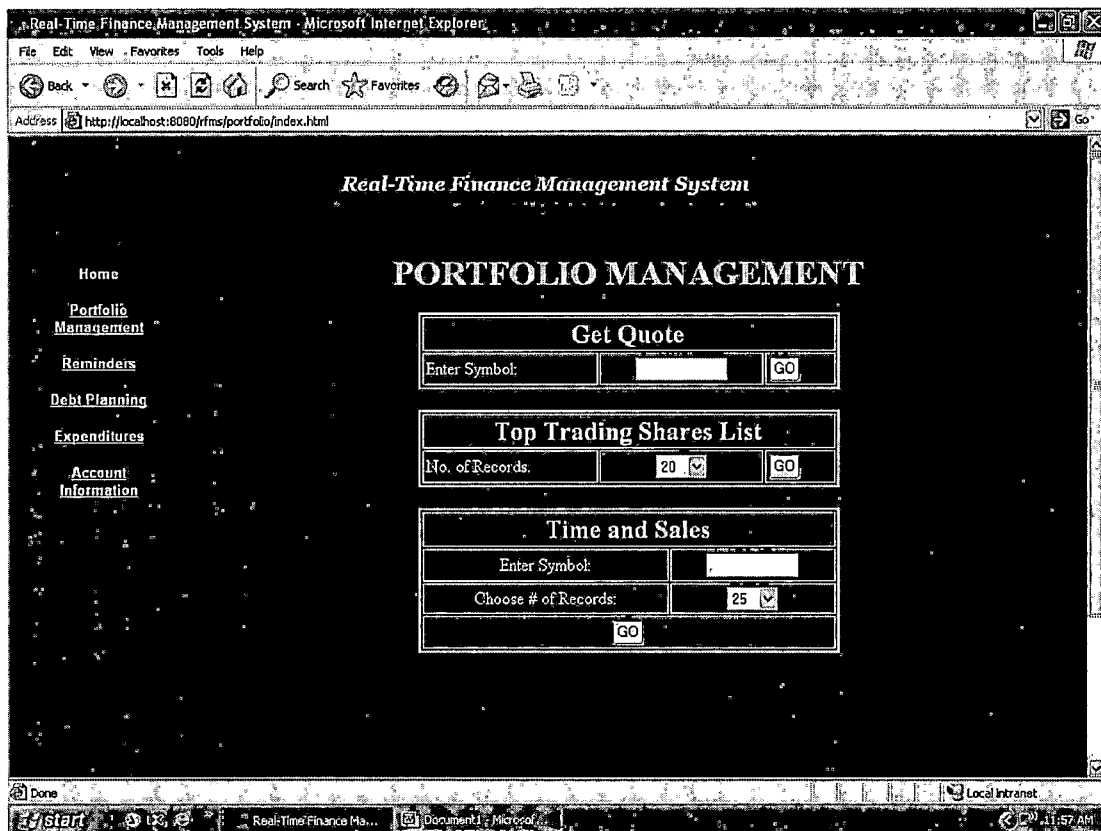 Real-Time Finance Management System - Microsoft Internet Explorer
File Edit View Favorites Tools Help
Back Search Favorites
Address http://localhost:8080/rfms/portfolio/index.html Go
Real-Time Finance Management System
Home
Portfolio
Management
Reminders
Debt Planning
Expenditures
Account
Information
PORTFOLIO MANAGEMENT
Get Quote
Enter Symbol: GO
Top Trading Shares List
No. of Records. 20 GO
Time and Sales
Enter Symbol:
Choose # of Records: 25
GO
Done Local intranet
start Real-Time Finance Ma... Document1 - Microsof... 11:57 AM